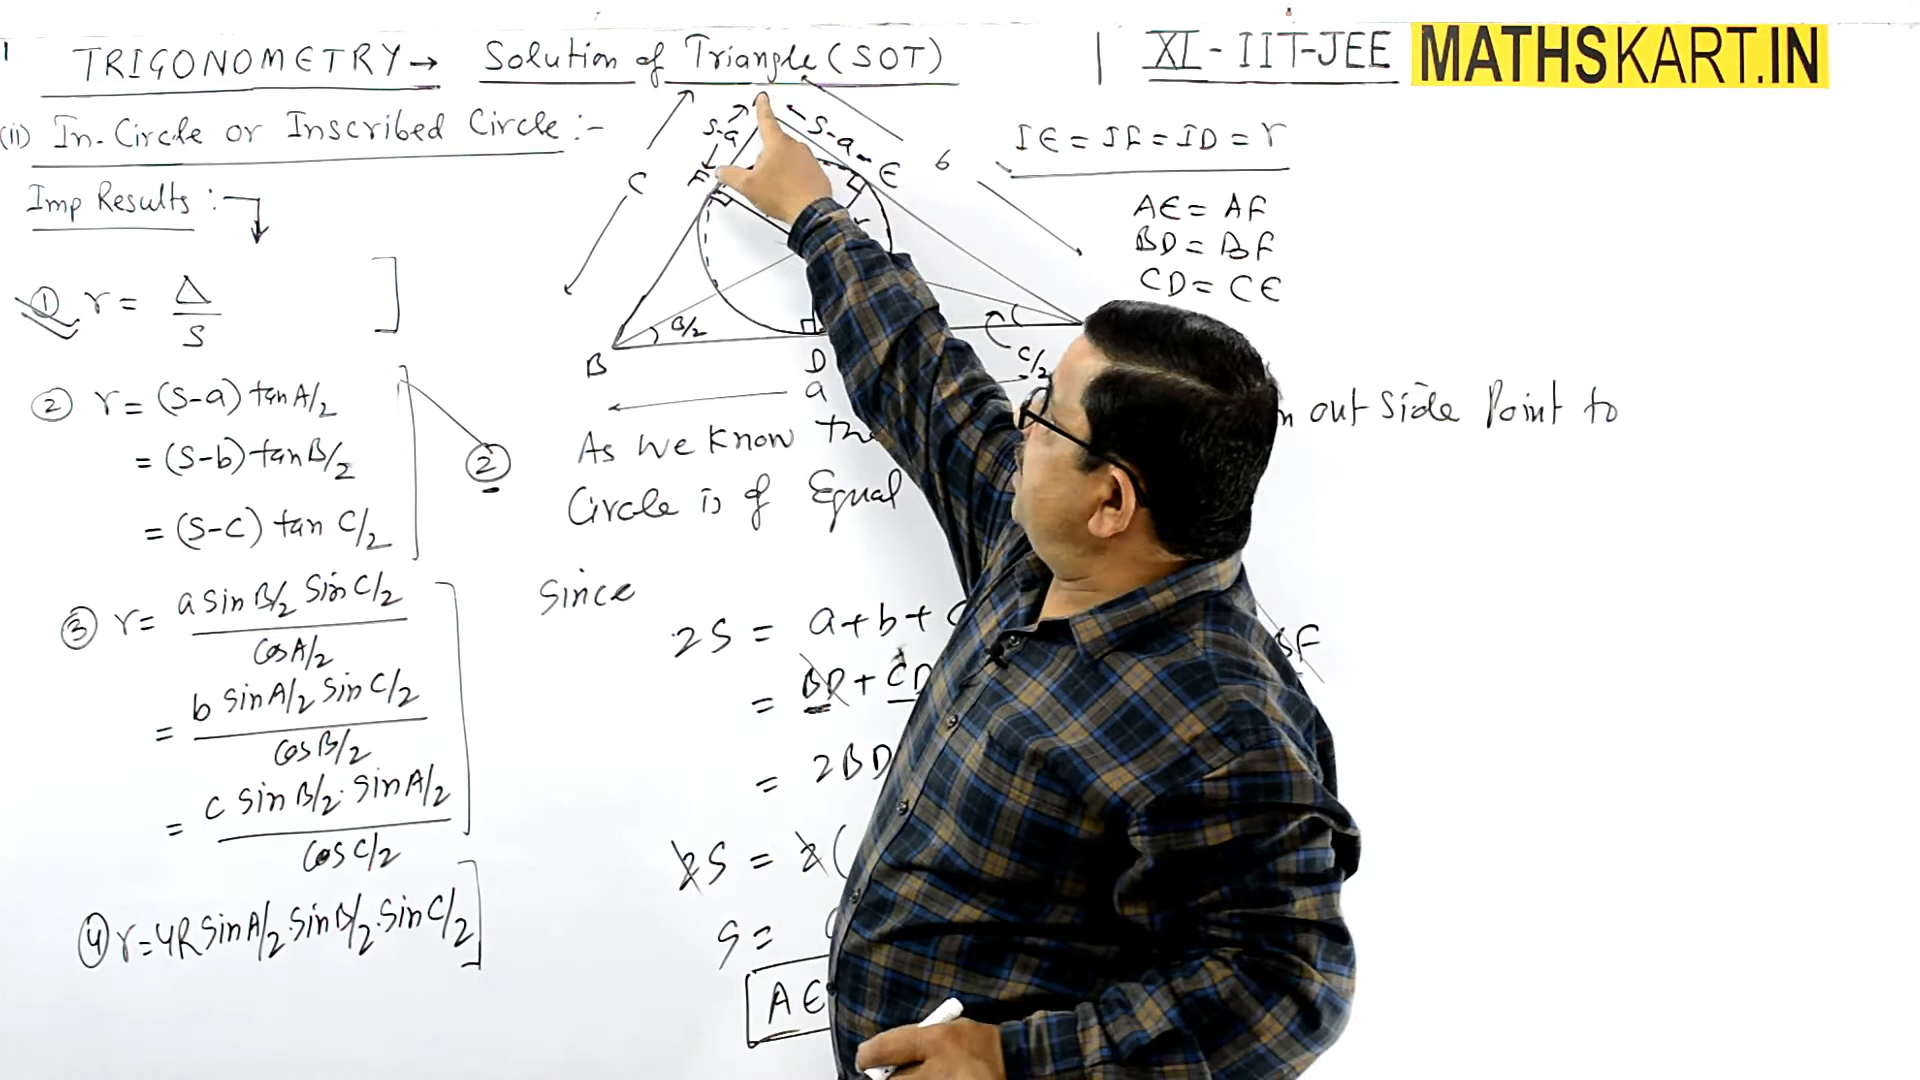 TRIGONOMETRY → Solution of Triangle (SOT)
XI - IIT-JEE
MATHSKART.IN
(ii) In-Circle or Inscribed Circle :-
Imp Results :-
① r = Δ/S
② r = (S-a) tan A/2
= (S-b) tan B/2
= (S-c) tan C/2
②
③ r = a sin B/2 sin C/2 / cos A/2
= b sin A/2 sin C/2 / cos B/2
= c sin B/2 . sin A/2 / cos C/2
④ r = 4R sin A/2 . sin B/2 . sin C/2
S-a
S-a
C
F
E
6
r
B/2
B
D
C/2
a
IE = IF = ID = r
AE = AF
BD = BF
CD = CE
As we know
out side Point to
Circle is of Equal
Since
2S = a+b+
= BD + CD
= 2BD
2S = 2(
S =
AE